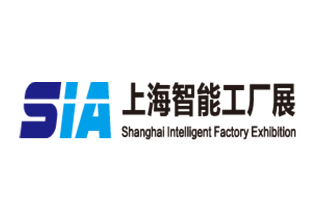 SIA
上海智能工厂展
Shanghai Intelligent Factory Exhibition